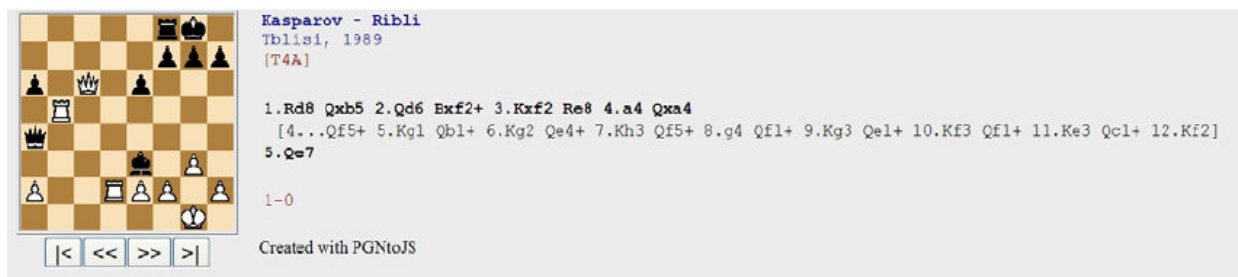 Kasparov - Ribli
Tblisi, 1989
[T4A]
1.Rd8 Qxb5 2.Qd6 Bxf2+ 3.Kxf2 Re8 4.a4 Qxa4
[4...Qf5+ 5.Kg1 Qb1+ 6.Kg2 Qe4+ 7.Kh3 Qf5+ 8.g4 Qf1+ 9.Kg3 Qe1+ 10.Kf3 Qf1+ 11.Ke3 Qc1+ 12.Kf2]
5.Qe7
1-0
|< << >> >|
Created with PGNtoJS